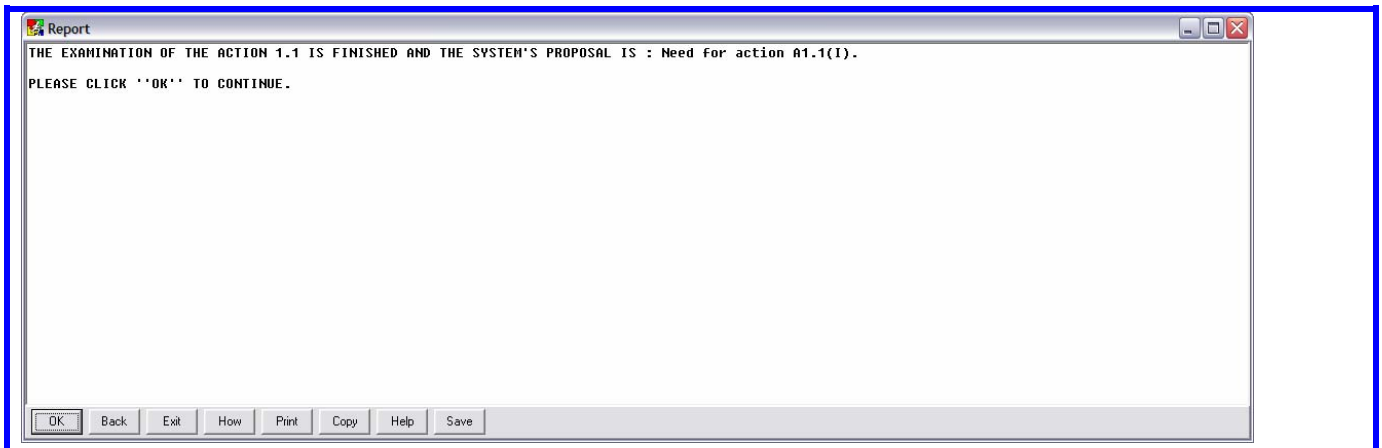 Report
THE EXAMINATION OF THE ACTION 1.1 IS FINISHED AND THE SYSTEM'S PROPOSAL IS : Need for action A1.1(I).
PLEASE CLICK ''OK'' TO CONTINUE.
OK Back Exit How Print Copy Help Save